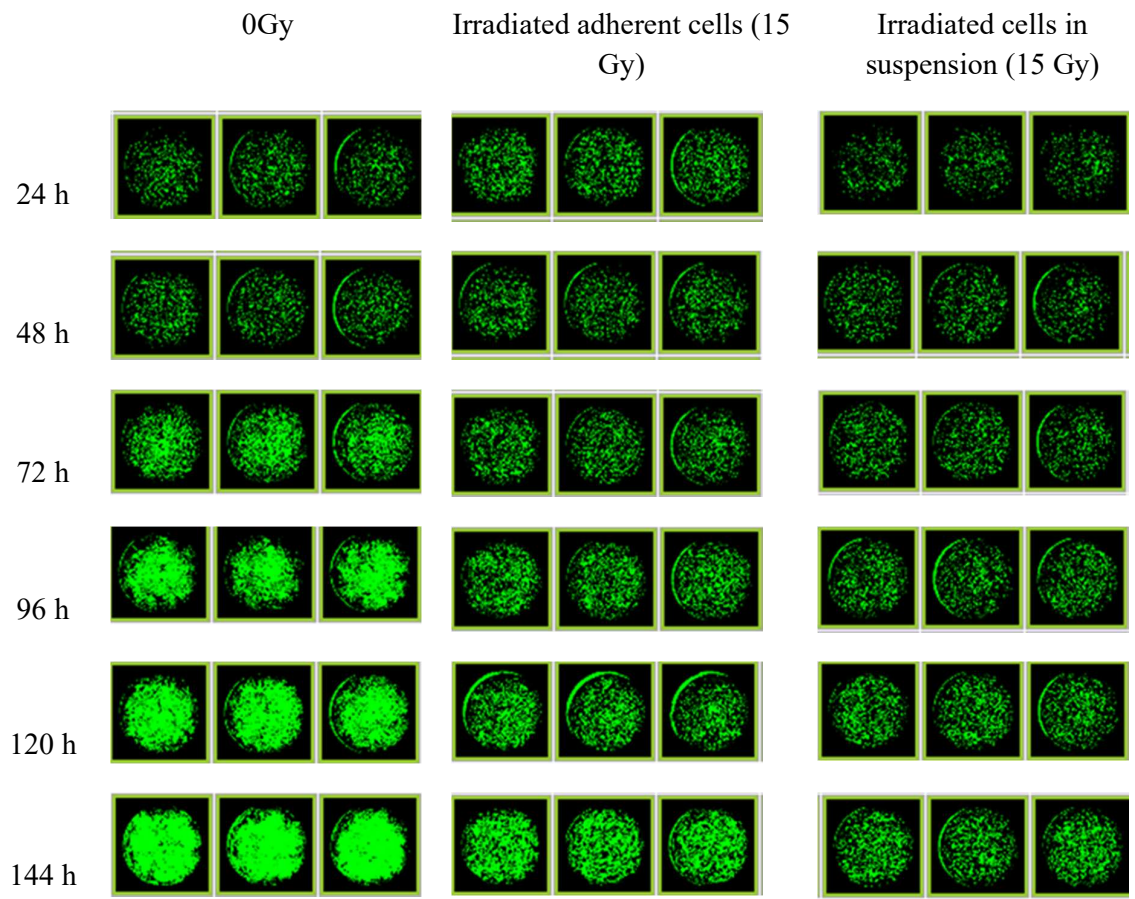 0Gy
Irradiated adherent cells (15
Gy)
Irradiated cells in
suspension (15 Gy)
24 h
48 h
72 h
96 h
120 h
144 h